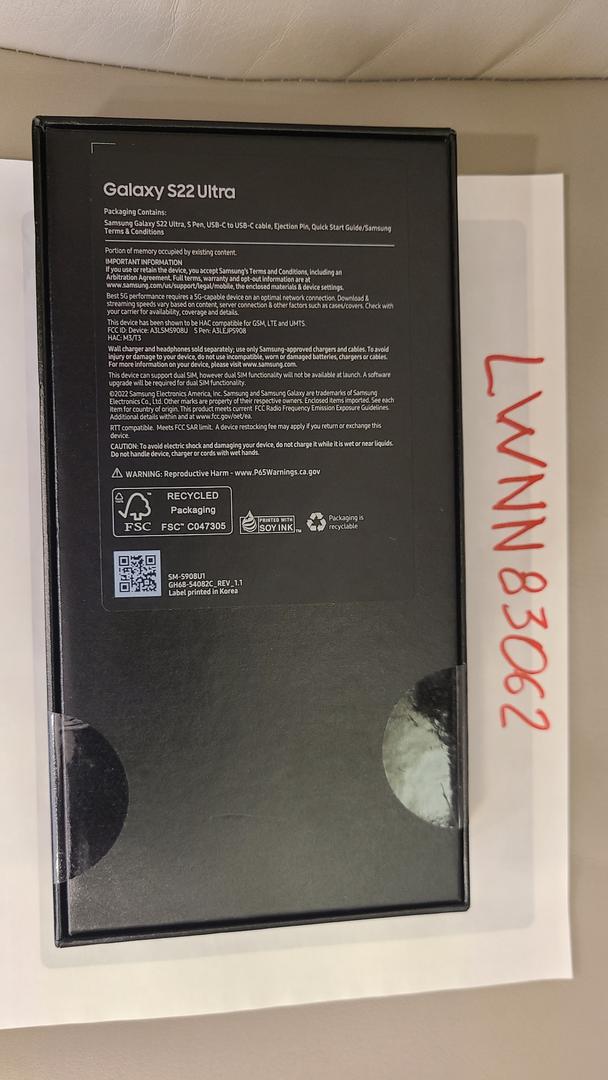 Galaxy S22 Ultra
Packaging Contains:
Samsung Galaxy S22 Ultra, S Pen, USB-C to USB-C cable, Ejection Pin, Quick Start Guide/Samsung
Terms & Conditions
Portion of memory occupied by existing content.
IMPORTANT INFORMATION
If you use or retain the device, you accept Samsung's Terms and Conditions, including an
Arbitration Agreement. Full terms, warranty and opt-out information are at
www.samsung.com/us/support/legal/mobile, the enclosed materials & device settings.
Best 5G performance requires a 5G-capable device on an optimal network connection. Download &
streaming speeds vary based on content, server connection & other factors such as cases/covers. Check with
your carrier for availability, coverage and details.
This device has been shown to be HAC compatible for GSM, LTE and UMTS.
FCC ID: Device: A3LSMS908U S Pen: A3LEJPS908
HAC: M3/T3
Wall charger and headphones sold separately; use only Samsung-approved chargers and cables. To avoid
injury or damage to your device, do not use incompatible, worn or damaged batteries, chargers or cables.
For more information on your device, please visit www.samsung.com.
This device can support dual SIM, however dual SIM functionality will not be available at launch. A software
upgrade will be required for dual SIM functionality.
©2022 Samsung Electronics America, Inc. Samsung and Samsung Galaxy are trademarks of Samsung
Electronics Co., Ltd. Other marks are property of their respective owners. Enclosed items imported. See each
item for country of origin. This product meets current FCC Radio Frequency Emission Exposure Guidelines.
Additional details within and at www.fcc.gov/oet/ea.
RTT compatible. Meets FCC SAR limit. A device restocking fee may apply if you return or exchange this
device.
CAUTION: To avoid electric shock and damaging your device, do not charge it while it is wet or near liquids.
Do not handle device, charger or cords with wet hands.
WARNING: Reproductive Harm - www.P65Warnings.ca.gov
FSC™
RECYCLED
Packaging
FSC™ C047305
PRINTED WITH
SOY INK™
Packaging is
recyclable
SM-S908U1
GH68-54082C_REV_1.1
Label printed in Korea
LWNN83062